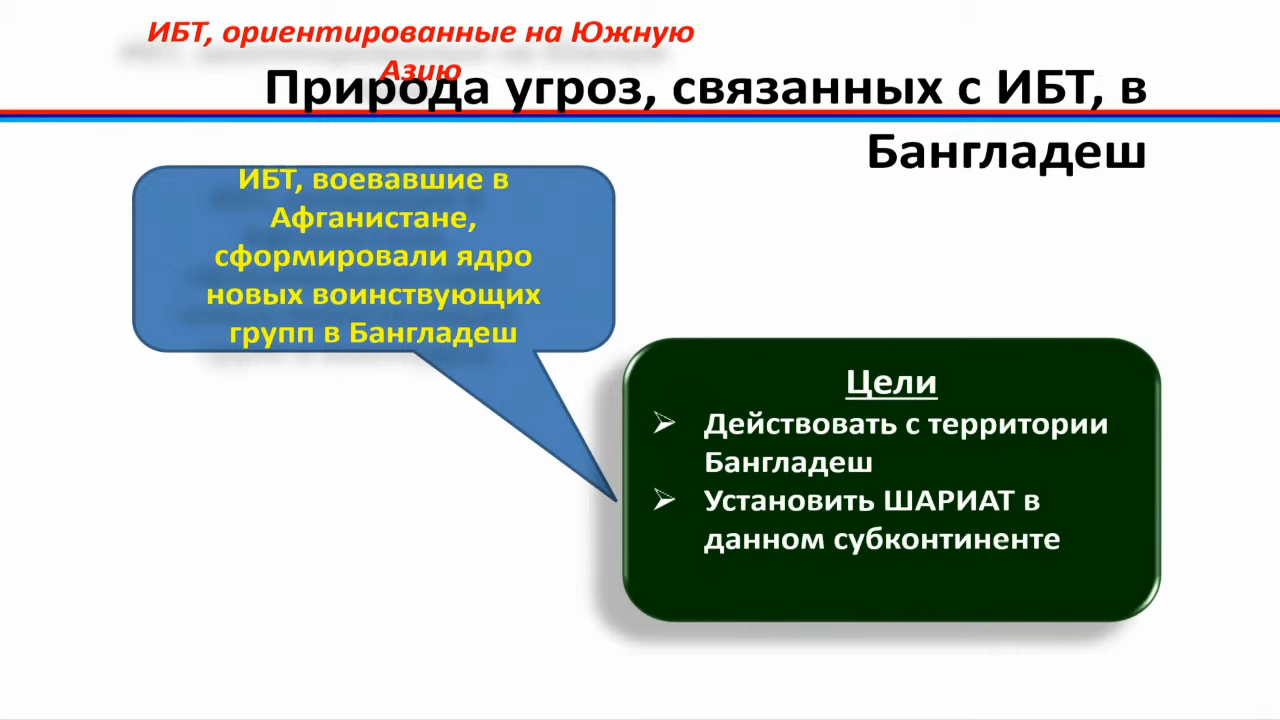 ИБТ, ориентированные на Южную
Азию
Природа угроз, связанных с ИБТ, в
Бангладеш
ИБТ, воевавшие в
Афганистане,
сформировали ядро
новых воинствующих
групп в Бангладеш
Цели
Действовать с территории
Бангладеш
Установить ШАРИАТ в
данном субконтиненте